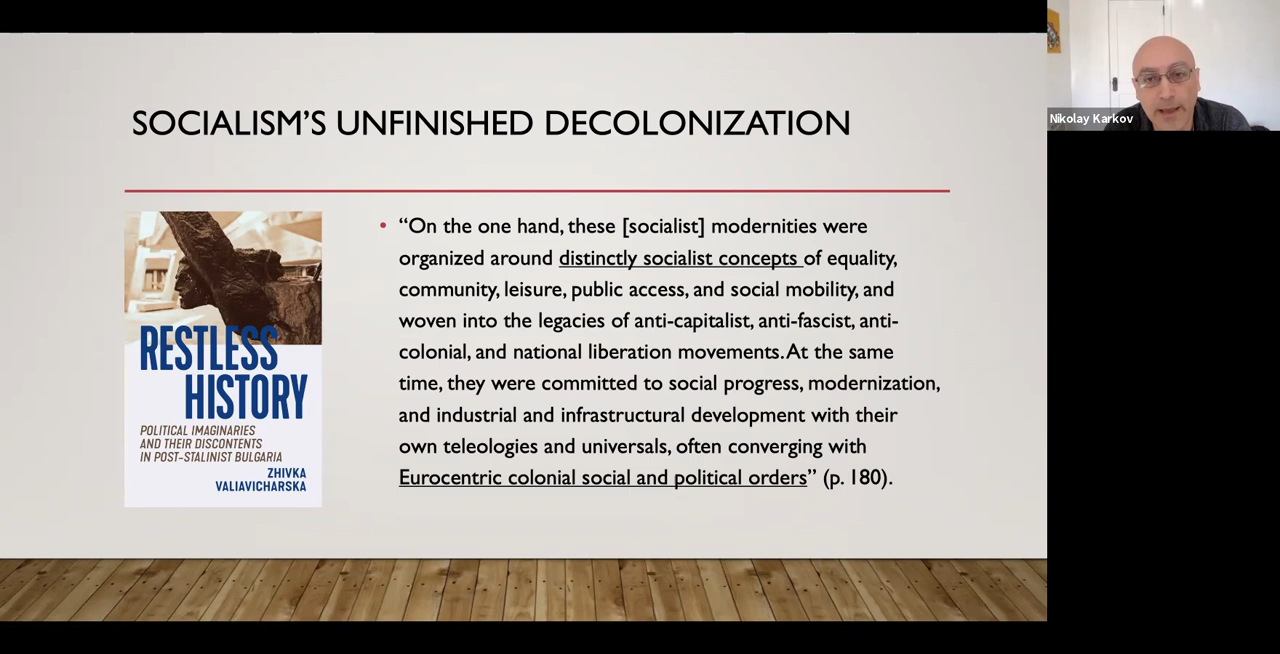 SOCIALISM'S UNFINISHED DECOLONIZATION
RESTLESS
HISTORY
POLITICAL IMAGINARIES
AND THEIR DISCONTENTS
IN POST-STALINIST BULGARIA
ZHIVKA
VALIAVICHARSKA
• “On the one hand, these [socialist] modernities were
organized around distinctly socialist concepts of equality,
community, leisure, public access, and social mobility, and
woven into the legacies of anti-capitalist, anti-fascist, anti-
colonial, and national liberation movements. At the same
time, they were committed to social progress, modernization,
and industrial and infrastructural development with their
own teleologies and universals, often converging with
Eurocentric colonial social and political orders” (p. 180).
Nikolay Karkov